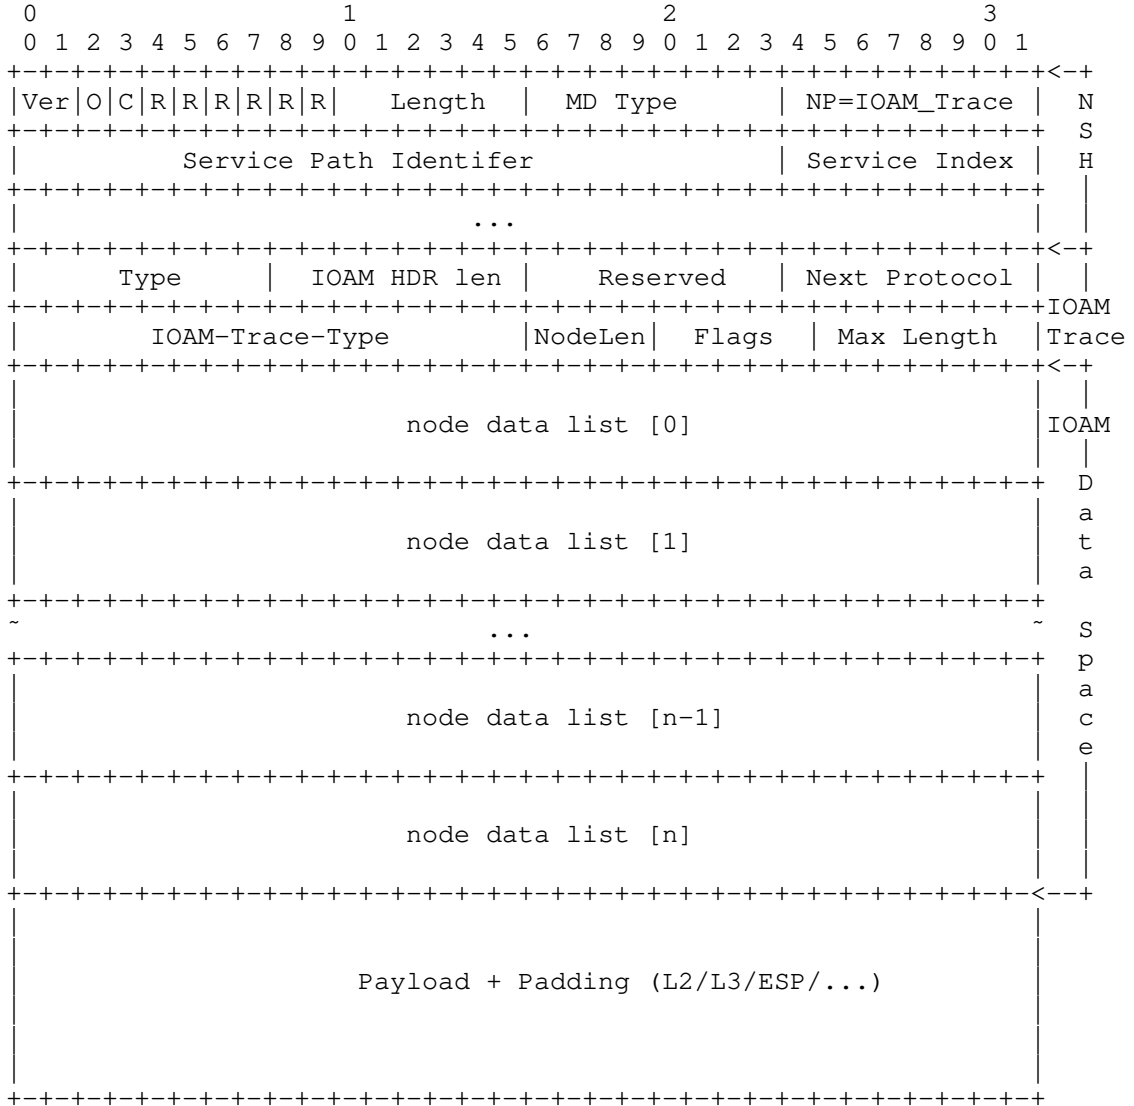 0                   1                   2                   3
 0 1 2 3 4 5 6 7 8 9 0 1 2 3 4 5 6 7 8 9 0 1 2 3 4 5 6 7 8 9 0 1
+-+-+-+-+-+-+-+-+-+-+-+-+-+-+-+-+-+-+-+-+-+-+-+-+-+-+-+-+-+-+-+-+<-+
|Ver|O|C|R|R|R|R|R|R|   Length  |  MD Type      | NP=IOAM_Trace |  N
+-+-+-+-+-+-+-+-+-+-+-+-+-+-+-+-+-+-+-+-+-+-+-+-+-+-+-+-+-+-+-+-+  S
|          Service Path Identifer               | Service Index |  H
+-+-+-+-+-+-+-+-+-+-+-+-+-+-+-+-+-+-+-+-+-+-+-+-+-+-+-+-+-+-+-+-+  |
|                            ...                                |  |
+-+-+-+-+-+-+-+-+-+-+-+-+-+-+-+-+-+-+-+-+-+-+-+-+-+-+-+-+-+-+-+-+<-+
|      Type     |  IOAM HDR len |    Reserved   | Next Protocol |  |
+-+-+-+-+-+-+-+-+-+-+-+-+-+-+-+-+-+-+-+-+-+-+-+-+-+-+-+-+-+-+-+-+IOAM
|        IOAM-Trace-Type        |NodeLen|  Flags  | Max Length  |Trace
+-+-+-+-+-+-+-+-+-+-+-+-+-+-+-+-+-+-+-+-+-+-+-+-+-+-+-+-+-+-+-+-+<-+
|                                                               |  |
|                        node data list [0]                     |IOAM
|                                                               |  |
+-+-+-+-+-+-+-+-+-+-+-+-+-+-+-+-+-+-+-+-+-+-+-+-+-+-+-+-+-+-+-+-+  D
|                                                               |  a
|                        node data list [1]                     |  t
|                                                               |  a
+-+-+-+-+-+-+-+-+-+-+-+-+-+-+-+-+-+-+-+-+-+-+-+-+-+-+-+-+-+-+-+-+
~                             ...                               ~  S
+-+-+-+-+-+-+-+-+-+-+-+-+-+-+-+-+-+-+-+-+-+-+-+-+-+-+-+-+-+-+-+-+  p
|                                                               |  a
|                        node data list [n-1]                   |  c
|                                                               |  e
+-+-+-+-+-+-+-+-+-+-+-+-+-+-+-+-+-+-+-+-+-+-+-+-+-+-+-+-+-+-+-+-+  |
|                                                               |  |
|                        node data list [n]                     |  |
|                                                               |  |
+-+-+-+-+-+-+-+-+-+-+-+-+-+-+-+-+-+-+-+-+-+-+-+-+-+-+-+-+-+-+-+-<--+
|                                                               |
|                                                               |
|                     Payload + Padding (L2/L3/ESP/...)         |
|                                                               |
|                                                               |
|                                                               |
+-+-+-+-+-+-+-+-+-+-+-+-+-+-+-+-+-+-+-+-+-+-+-+-+-+-+-+-+-+-+-+-+